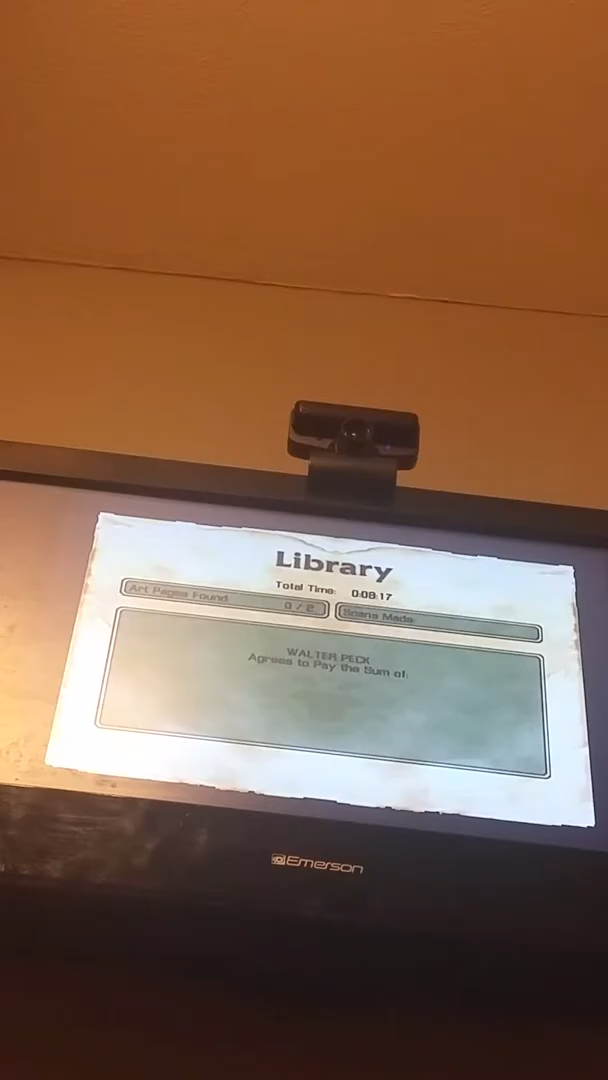 Library
Total Time: 0:08:17
Art Pages Found 0 / 2 Scans Made:
WALTER PECK
Agrees to Pay the Sum of:
Emerson